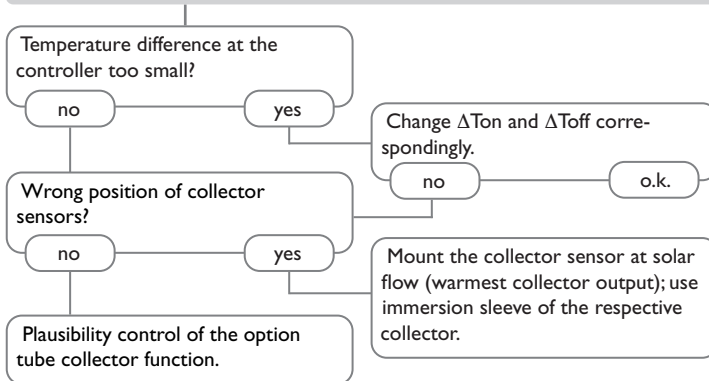 Temperature difference at the
controller too small?
no
yes
Change ΔTon and ΔToff corre-
spondingly.
no
o.k.
Wrong position of collector
sensors?
no
yes
Mount the collector sensor at solar
flow (warmest collector output); use
immersion sleeve of the respective
collector.
Plausibility control of the option
tube collector function.